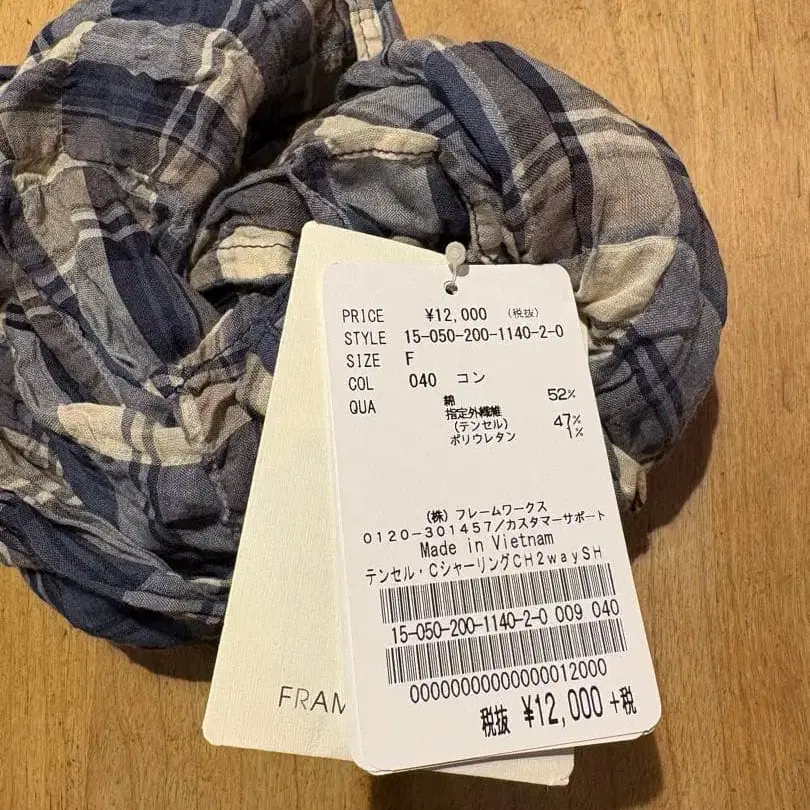 PRICE ¥12,000 (税抜)
STYLE 15-050-200-1140-2-0
SIZE F
COL 040 コン
QUA 綿 52%
指定外繊維
(テンセル) 47%
ポリウレタン 1%
(株)フレームワークス
0120-301457/カスタマーサポート
Made in Vietnam
テンセル・CシャーリングCH2waySH
15-050-200-1140-2-0 009 040
00000000000000012000
税抜 ¥12,000+税
FRAM